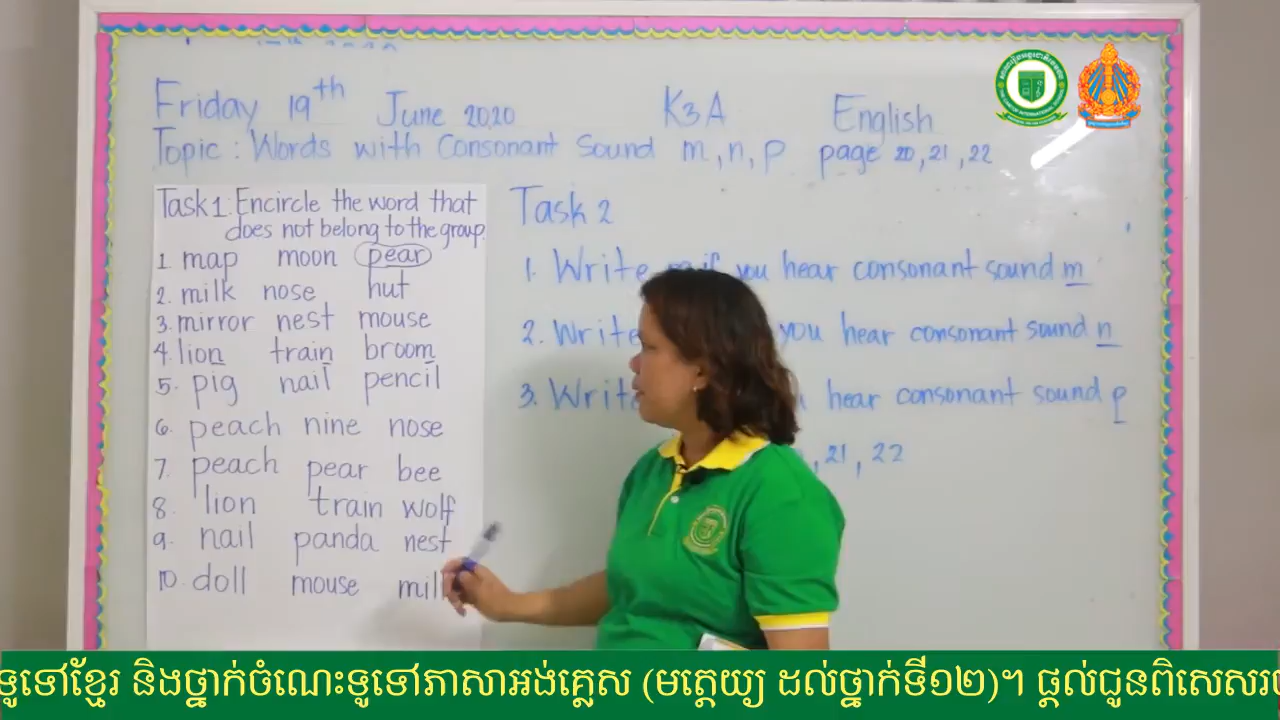 Friday 19th June 2020 K3A English
Topic : Words with Consonant Sound m, n, p page 20, 21, 22
Task 1: Encircle the word that
does not belong to the group.
1. map moon pear
2. milk nose hut
3. mirror nest mouse
4. lion train broom
5. pig nail pencil
6. peach nine nose
7. peach pear bee
8. lion train wolf
9. nail panda nest
10. doll mouse mil
Task 2
1. Write if you hear consonant sound m
2. Write you hear consonant sound n
3. Write hear consonant sound p
, 21, 22
ទូទៅខ្មែរ និងថ្នាក់ចំណេះទូទៅភាសាអង់គ្លេស (មត្តេយ្យ ដល់ថ្នាក់ទី១២)។ ផ្តល់ជូនពិសេស